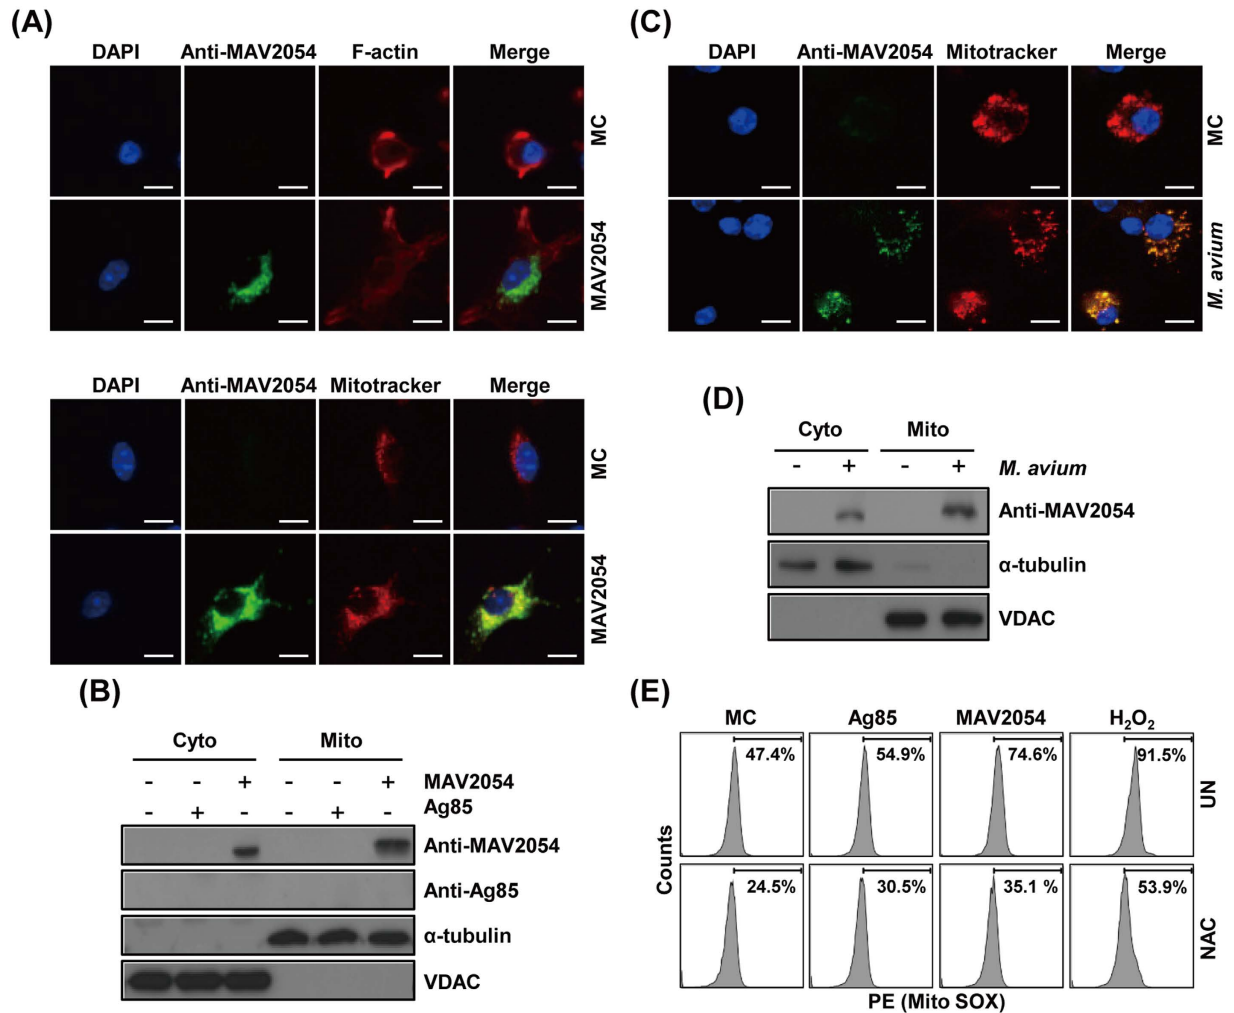 (A)
DAPI Anti-MAV2054 F-actin Merge
MC
MAV2054
DAPI Anti-MAV2054 Mitotracker Merge
MC
MAV2054
(B)
Cyto Mito
- - + - - + MAV2054
- + - - + - Ag85
Anti-MAV2054
Anti-Ag85
α-tubulin
VDAC
(C)
DAPI Anti-MAV2054 Mitotracker Merge
MC
M. avium
(D)
Cyto Mito
- + - + M. avium
Anti-MAV2054
α-tubulin
VDAC
(E)
MC Ag85 MAV2054 H₂O₂
47.4% 54.9% 74.6% 91.5%
UN
Counts
24.5% 30.5% 35.1 % 53.9%
NAC
PE (Mito SOX)